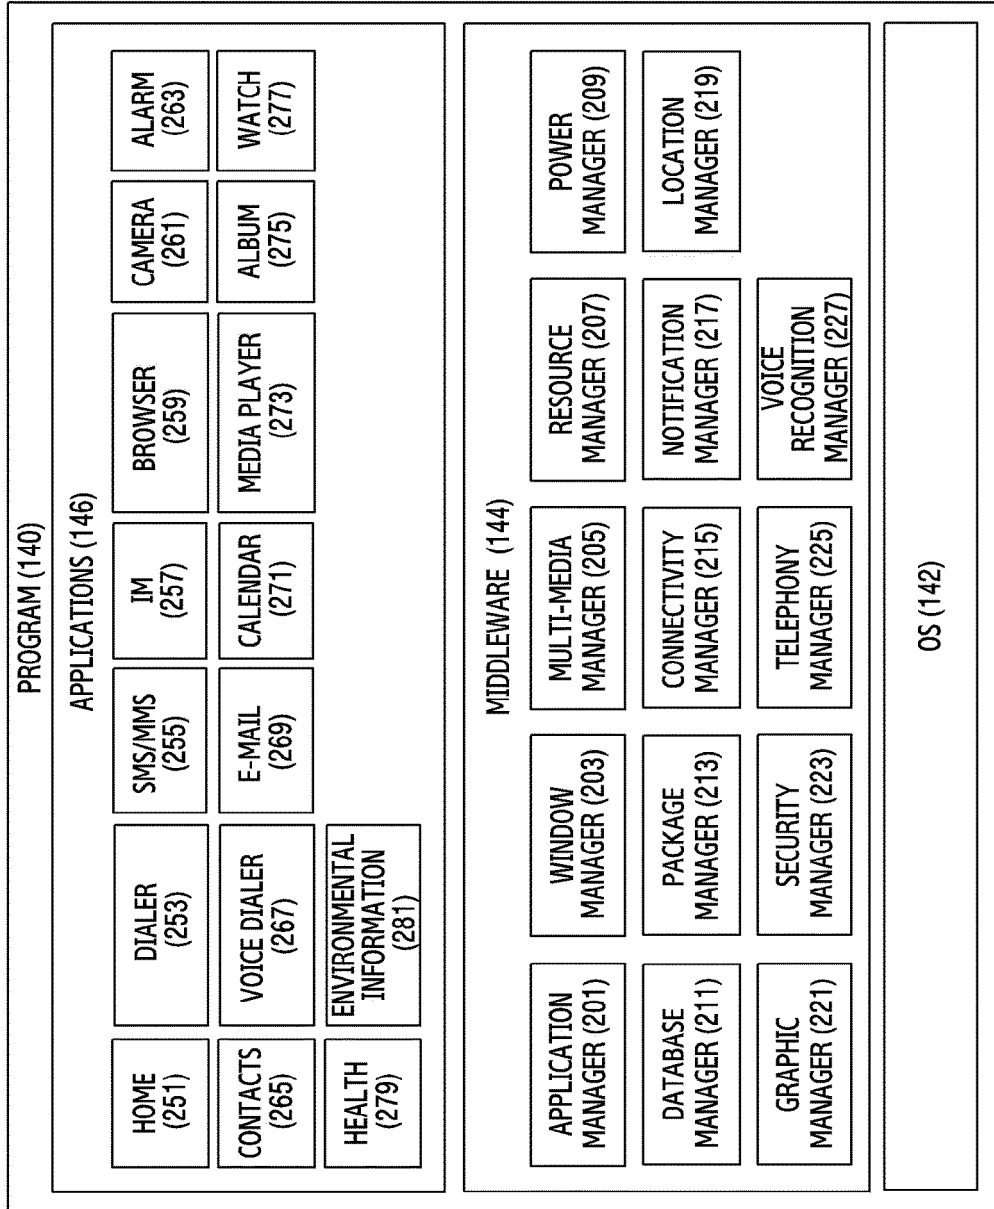 PROGRAM (140)
APPLICATIONS (146)
HOME
(251)
DIALER
(253)
SMS/MMS
(255)
IM
(257)
BROWSER
(259)
CAMERA
(261)
ALARM
(263)
CONTACTS
(265)
VOICE DIALER
(267)
E-MAIL
(269)
CALENDAR
(271)
MEDIA PLAYER
(273)
ALBUM
(275)
WATCH
(277)
HEALTH
(279)
ENVIRONMENTAL
INFORMATION
(281)
MIDDLEWARE (144)
APPLICATION
MANAGER (201)
WINDOW
MANAGER (203)
MULTI-MEDIA
MANAGER (205)
RESOURCE
MANAGER (207)
POWER
MANAGER (209)
DATABASE
MANAGER (211)
PACKAGE
MANAGER (213)
CONNECTIVITY
MANAGER (215)
NOTIFICATION
MANAGER (217)
LOCATION
MANAGER (219)
GRAPHIC
MANAGER (221)
SECURITY
MANAGER (223)
TELEPHONY
MANAGER (225)
VOICE
RECOGNITION
MANAGER (227)
OS (142)